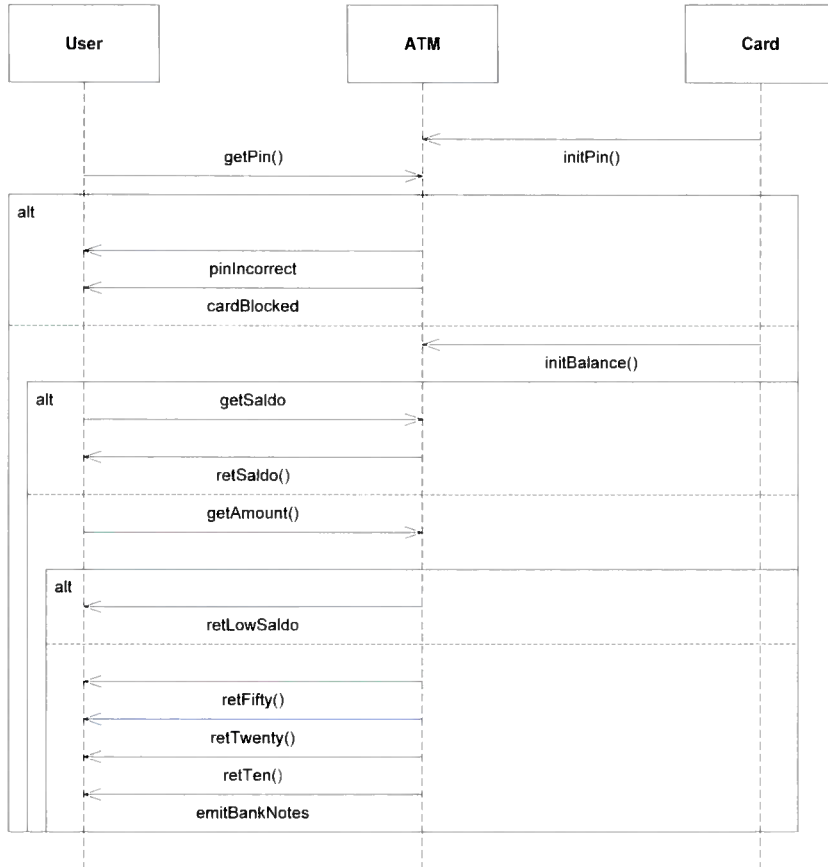 User
ATM
Card
getPin()
initPin()
alt
pinIncorrect
cardBlocked
initBalance()
alt
getSaldo
retSaldo()
getAmount()
alt
retLowSaldo
retFifty()
retTwenty()
retTen()
emitBankNotes